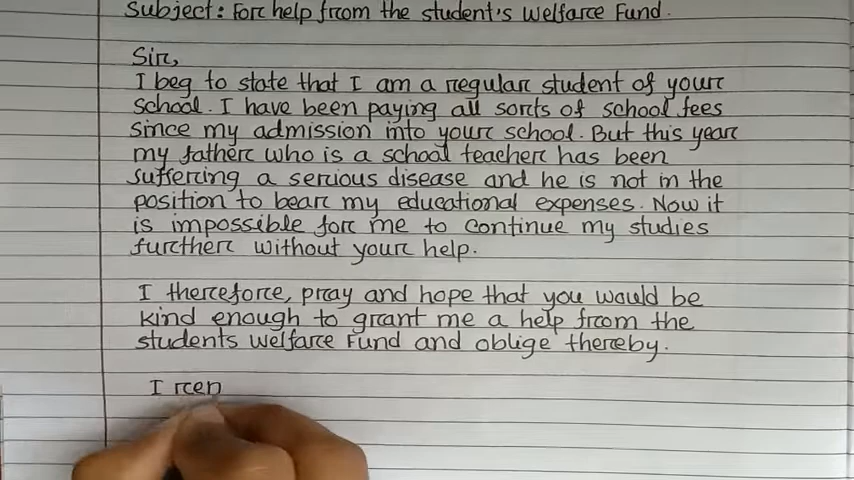 Subject: For help from the student's Welfare Fund.
Sir,
I beg to state that I am a regular student of your
school. I have been paying all sorts of school fees
since my admission into your school. But this year
my father who is a school teacher has been
suffering a serious disease and he is not in the
position to bear my educational expenses. Now it
is impossible for me to continue my studies
further without your help.
I therefore, pray and hope that you would be
kind enough to grant me a help from the
students welfare Fund and oblige thereby.
I ren